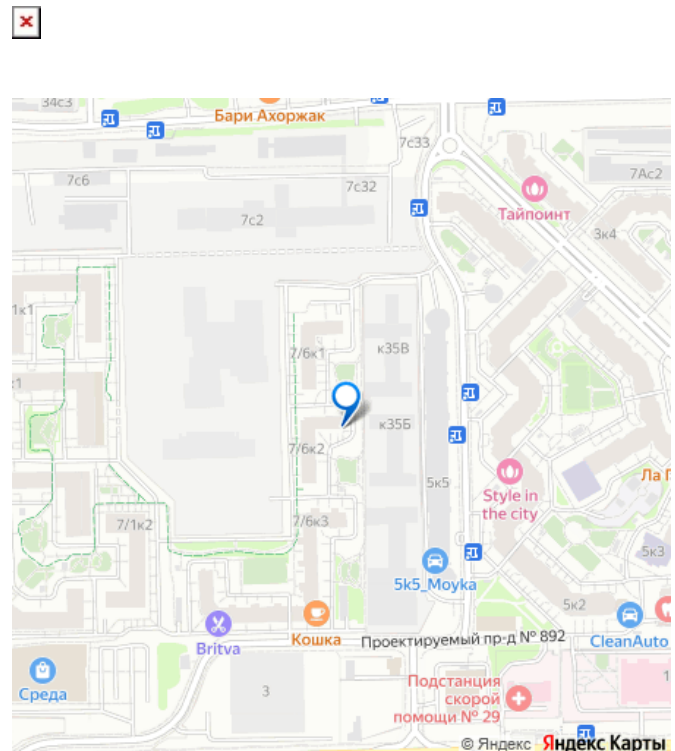 34с3
Бари Ахоржак
7с33
7с6
7с32
7Ас2
Тайпоинт
7с2
3к4
1к1
7/6к1
к35В
к35Б
7/6к2
5к5
Style in
the city
7/6к3
7/1к2
5к3
5k5_Moyka
5к2
Britva
Кошка
Проектируемый пр-д № 892
CleanAuto
Среда
3
Подстанция
скорой
помощи № 29
1
© Яндекс Яндекс Карты